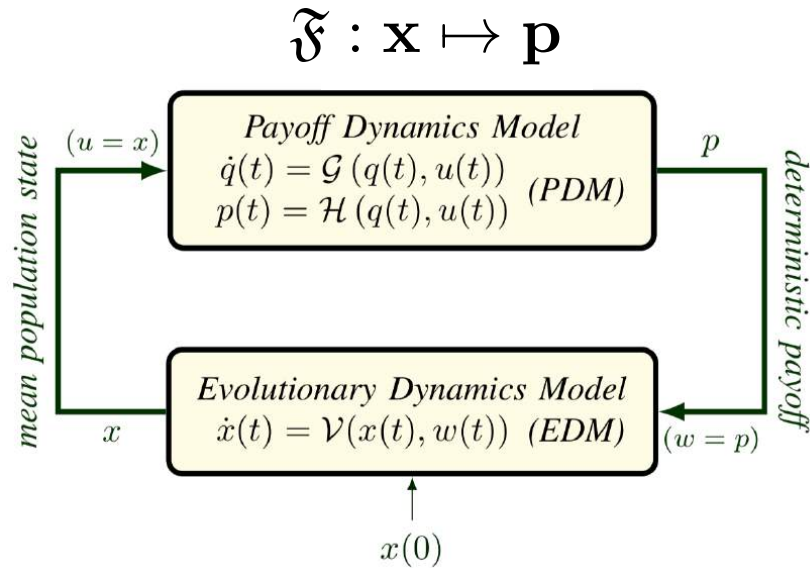 𝔉 : 𝐱 ↦ 𝐩
mean population state
(u = x)
Payoff Dynamics Model
q̇(t) = 𝒢 (q(t), u(t))
p(t) = ℋ (q(t), u(t))
(PDM)
p
deterministic payoff
Evolutionary Dynamics Model
ẋ(t) = 𝒱(x(t), w(t)) (EDM)
x
(w = p)
x(0)